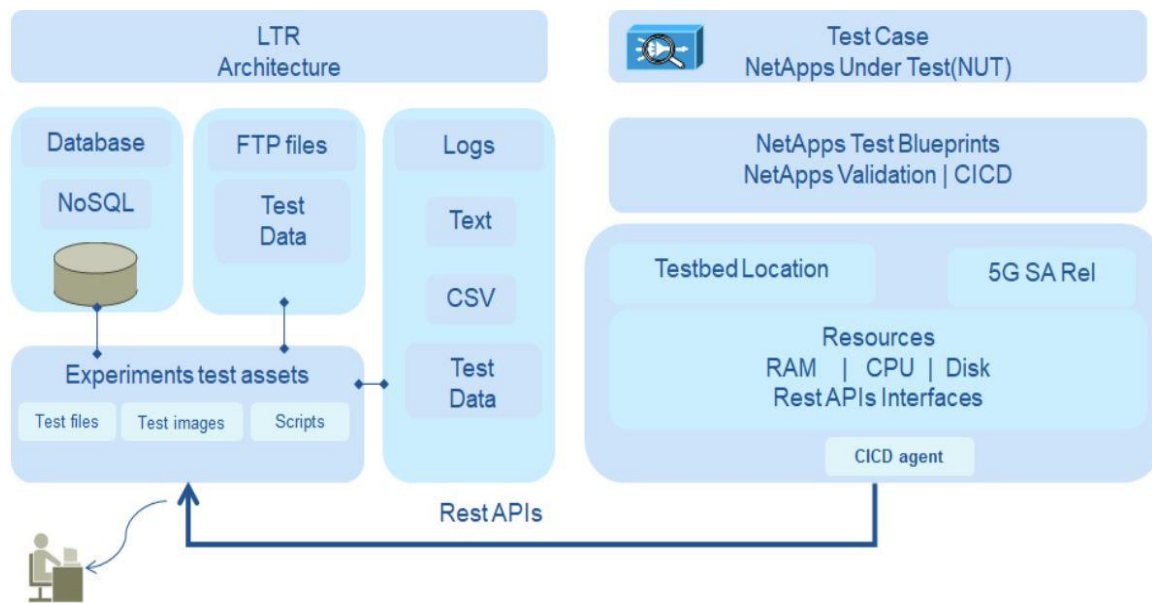 LTR
Architecture
Test Case
NetApps Under Test(NUT)
Database
NoSQL
FTP files
Test
Data
Logs
Text
CSV
Test
Data
Experiments test assets
Test files
Test images
Scripts
NetApps Test Blueprints
NetApps Validation | CICD
Testbed Location
5G SA Rel
Resources
RAM | CPU | Disk
Rest APIs Interfaces
CICD agent
Rest APIs